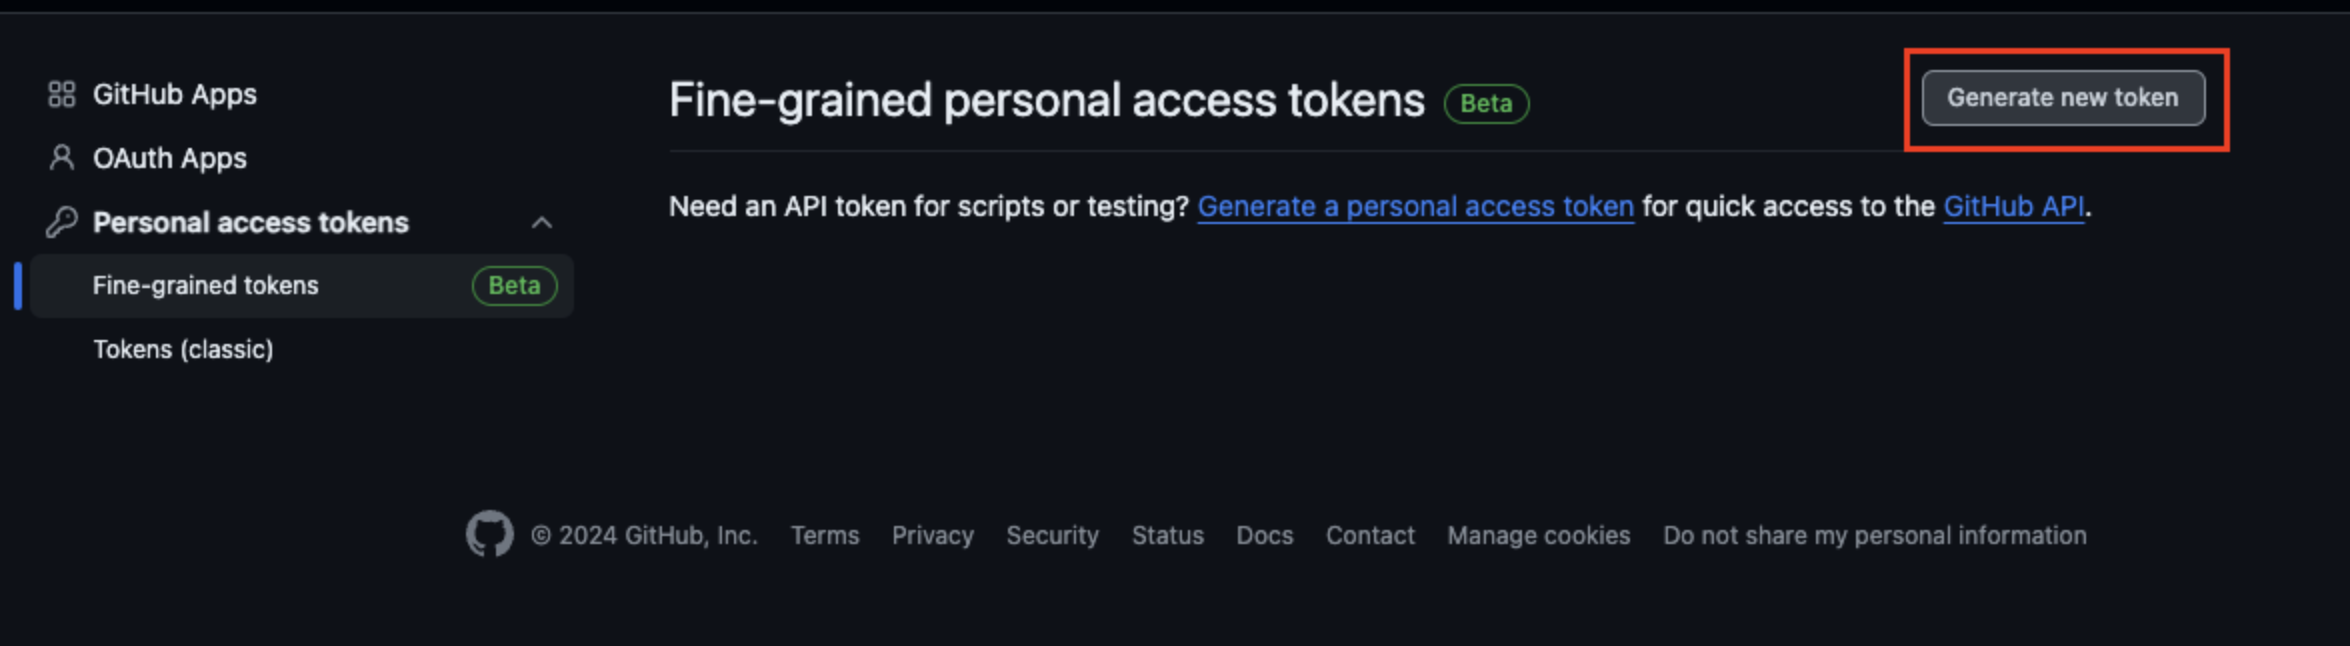 GitHub Apps
OAuth Apps
Personal access tokens
Fine-grained tokens Beta
Tokens (classic)
Fine-grained personal access tokens Beta
Generate new token
Need an API token for scripts or testing? Generate a personal access token for quick access to the GitHub API.
© 2024 GitHub, Inc. Terms Privacy Security Status Docs Contact Manage cookies Do not share my personal information